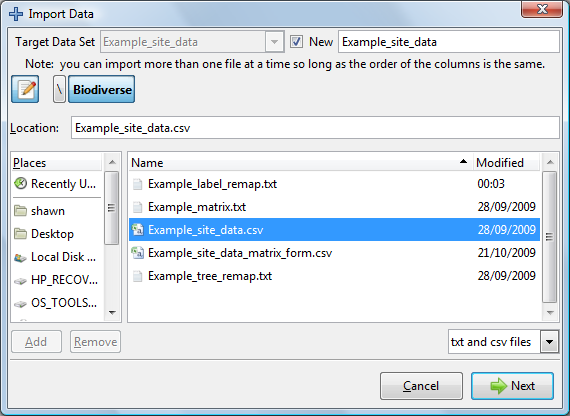 Import Data
Target Data Set Example_site_data New Example_site_data
Note: you can import more than one file at a time so long as the order of the columns is the same.
\ Biodiverse
Location: Example_site_data.csv
Places Name Modified
Recently U... Example_label_remap.txt 00:03
shawn Example_matrix.txt 28/09/2009
Desktop Example_site_data.csv 28/09/2009
Local Disk ... Example_site_data_matrix_form.csv 21/10/2009
HP_RECOV... Example_tree_remap.txt 28/09/2009
OS_TOOLS...
Add Remove txt and csv files
Cancel Next